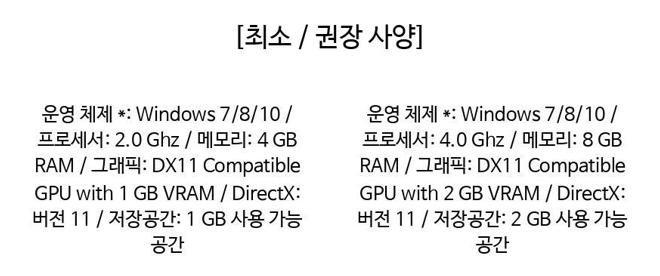 [최소 / 권장 사양]
운영 체제 *: Windows 7/8/10 /
프로세서: 2.0 Ghz / 메모리: 4 GB
RAM / 그래픽: DX11 Compatible
GPU with 1 GB VRAM / DirectX:
버전 11 / 저장공간: 1 GB 사용 가능
공간
운영 체제 *: Windows 7/8/10 /
프로세서: 4.0 Ghz / 메모리: 8 GB
RAM / 그래픽: DX11 Compatible
GPU with 2 GB VRAM / DirectX:
버전 11 / 저장공간: 2 GB 사용 가능
공간